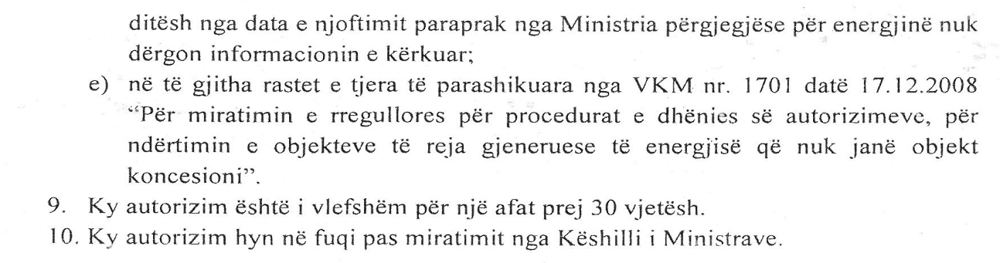 ditësh nga data e njoftimit paraprak nga Ministria përgjegjëse për energjinë nuk
dërgon informacionin e kërkuar;
e) në të gjitha rastet e tjera të parashikuara nga VKM nr. 1701 datë 17.12.2008
“Për miratimin e rregullores për procedurat e dhënies së autorizimeve, për
ndërtimin e objekteve të reja gjeneruese të energjisë që nuk janë objekt
koncesioni”.
9. Ky autorizim është i vlefshëm për një afat prej 30 vjetësh.
10. Ky autorizim hyn në fuqi pas miratimit nga Këshilli i Ministrave.